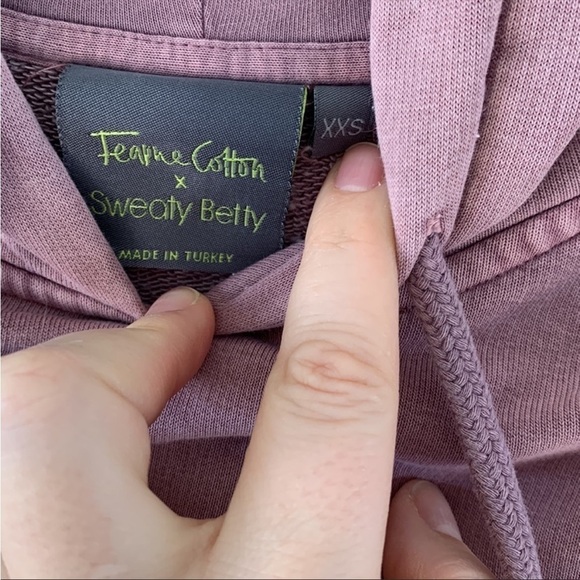 Fearne Cotton
x
Sweaty Betty
MADE IN TURKEY
XXS